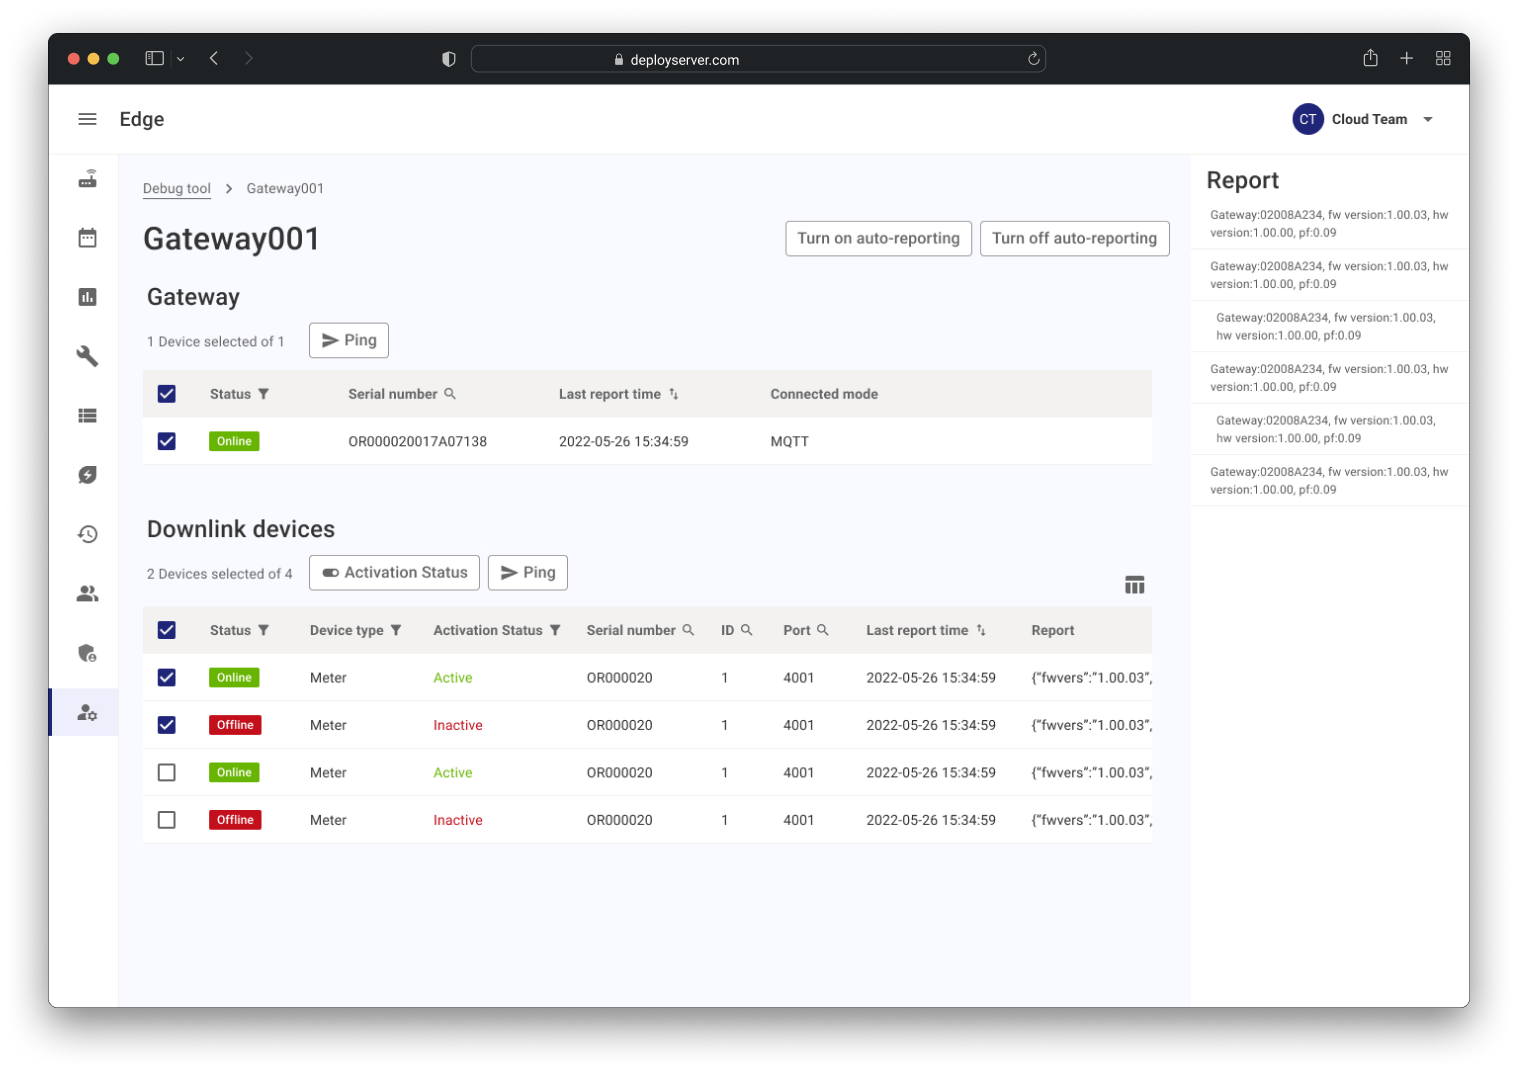 deployserver.com
Edge
CT Cloud Team
Debug tool Gateway001
Gateway001
Turn on auto-reporting Turn off auto-reporting
Gateway
1 Device selected of 1 Ping
Status Serial number Last report time Connected mode
Online OR000020017A07138 2022-05-26 15:34:59 MQTT
Downlink devices
2 Devices selected of 4 Activation Status Ping
Status Device type Activation Status Serial number ID Port Last report time Report
Online Meter Active OR000020 1 4001 2022-05-26 15:34:59 {“fwvers”:”1.00.03”,
Offline Meter Inactive OR000020 1 4001 2022-05-26 15:34:59 {“fwvers”:”1.00.03”,
Online Meter Active OR000020 1 4001 2022-05-26 15:34:59 {“fwvers”:”1.00.03”,
Offline Meter Inactive OR000020 1 4001 2022-05-26 15:34:59 {“fwvers”:”1.00.03”,
Report
Gateway:02008A234, fw version:1.00.03, hw
version:1.00.00, pf:0.09
Gateway:02008A234, fw version:1.00.03, hw
version:1.00.00, pf:0.09
Gateway:02008A234, fw version:1.00.03,
hw version:1.00.00, pf:0.09
Gateway:02008A234, fw version:1.00.03, hw
version:1.00.00, pf:0.09
Gateway:02008A234, fw version:1.00.03,
hw version:1.00.00, pf:0.09
Gateway:02008A234, fw version:1.00.03, hw
version:1.00.00, pf:0.09